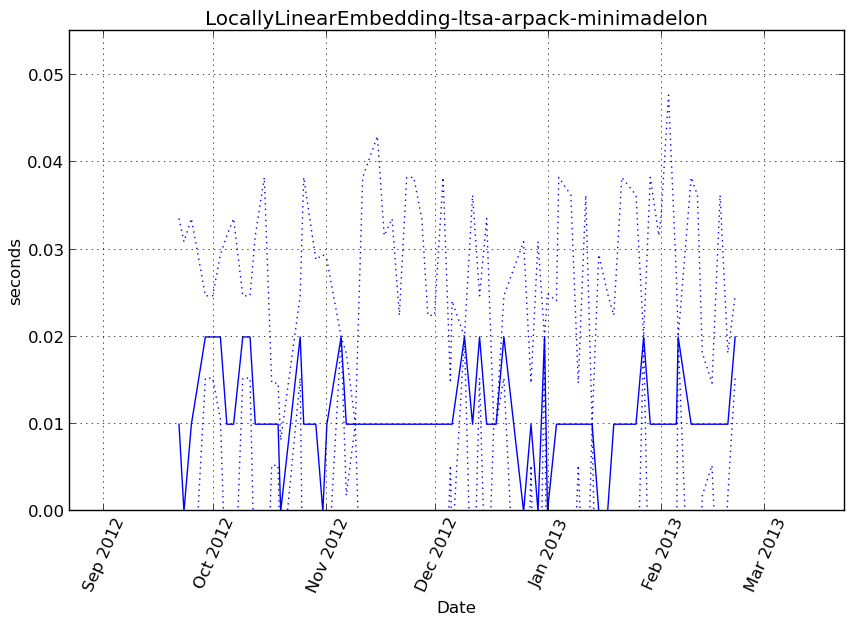 LocallyLinearEmbedding-ltsa-arpack-minimadelon
0.05
0.04
0.03
0.02
0.01
0.00
seconds
Sep 2012
Oct 2012
Nov 2012
Dec 2012
Jan 2013
Feb 2013
Mar 2013
Date